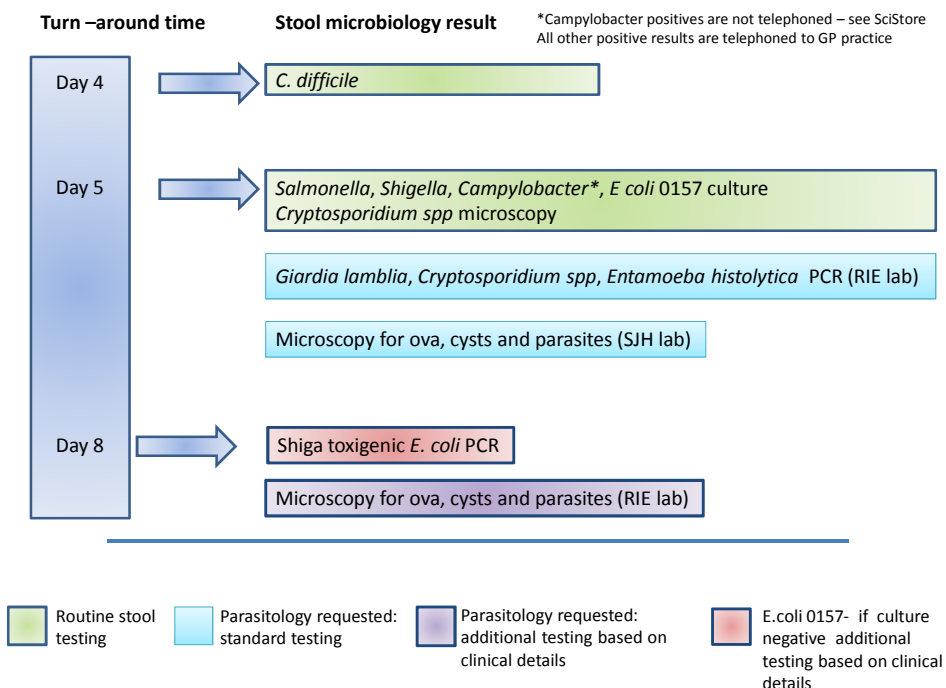 Turn –around time
Stool microbiology result
*Campylobacter positives are not telephoned – see SciStore
All other positive results are telephoned to GP practice
Day 4
C. difficile
Day 5
Salmonella, Shigella, Campylobacter*, E coli 0157 culture
Cryptosporidium spp microscopy
Giardia lamblia, Cryptosporidium spp, Entamoeba histolytica PCR (RIE lab)
Microscopy for ova, cysts and parasites (SJH lab)
Day 8
Shiga toxigenic E. coli PCR
Microscopy for ova, cysts and parasites (RIE lab)
Routine stool
testing
Parasitology requested:
standard testing
Parasitology requested:
additional testing based on
clinical details
E.coli 0157- if culture
negative additional
testing based on clinical
details